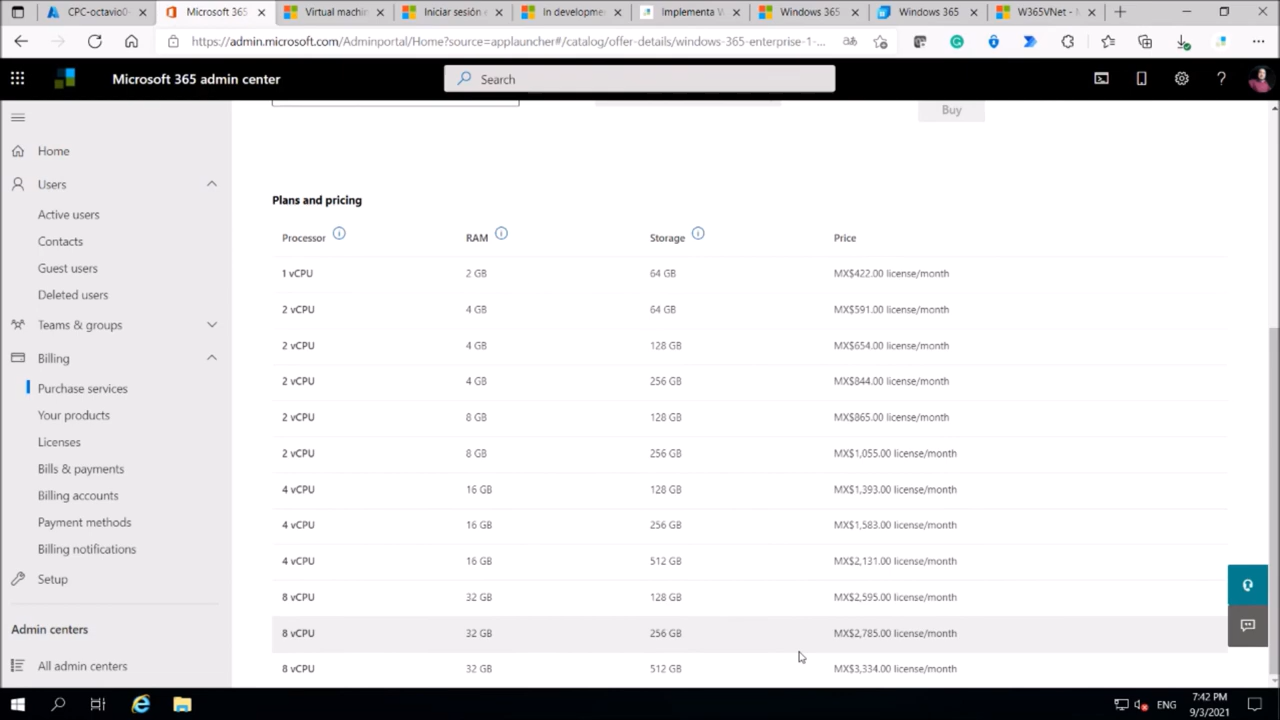 CPC-octavio0
Microsoft 365
Virtual machin
Iniciar sesión e
In developme
Implementa W
Windows 365
Windows 365
W365VNet - M
https://admin.microsoft.com/Adminportal/Home?source=applauncher#/catalog/offer-details/windows-365-enterprise-1-...
Microsoft 365 admin center
Search
Buy
Home
Users
Active users
Contacts
Guest users
Deleted users
Teams & groups
Billing
Purchase services
Your products
Licenses
Bills & payments
Billing accounts
Payment methods
Billing notifications
Setup
Admin centers
All admin centers
Plans and pricing
Processor RAM Storage Price
1 vCPU 2 GB 64 GB MX$422.00 license/month
2 vCPU 4 GB 64 GB MX$591.00 license/month
2 vCPU 4 GB 128 GB MX$654.00 license/month
2 vCPU 4 GB 256 GB MX$844.00 license/month
2 vCPU 8 GB 128 GB MX$865.00 license/month
2 vCPU 8 GB 256 GB MX$1,055.00 license/month
4 vCPU 16 GB 128 GB MX$1,393.00 license/month
4 vCPU 16 GB 256 GB MX$1,583.00 license/month
4 vCPU 16 GB 512 GB MX$2,131.00 license/month
8 vCPU 32 GB 128 GB MX$2,595.00 license/month
8 vCPU 32 GB 256 GB MX$2,785.00 license/month
8 vCPU 32 GB 512 GB MX$3,334.00 license/month
ENG
7:42 PM
9/3/2021